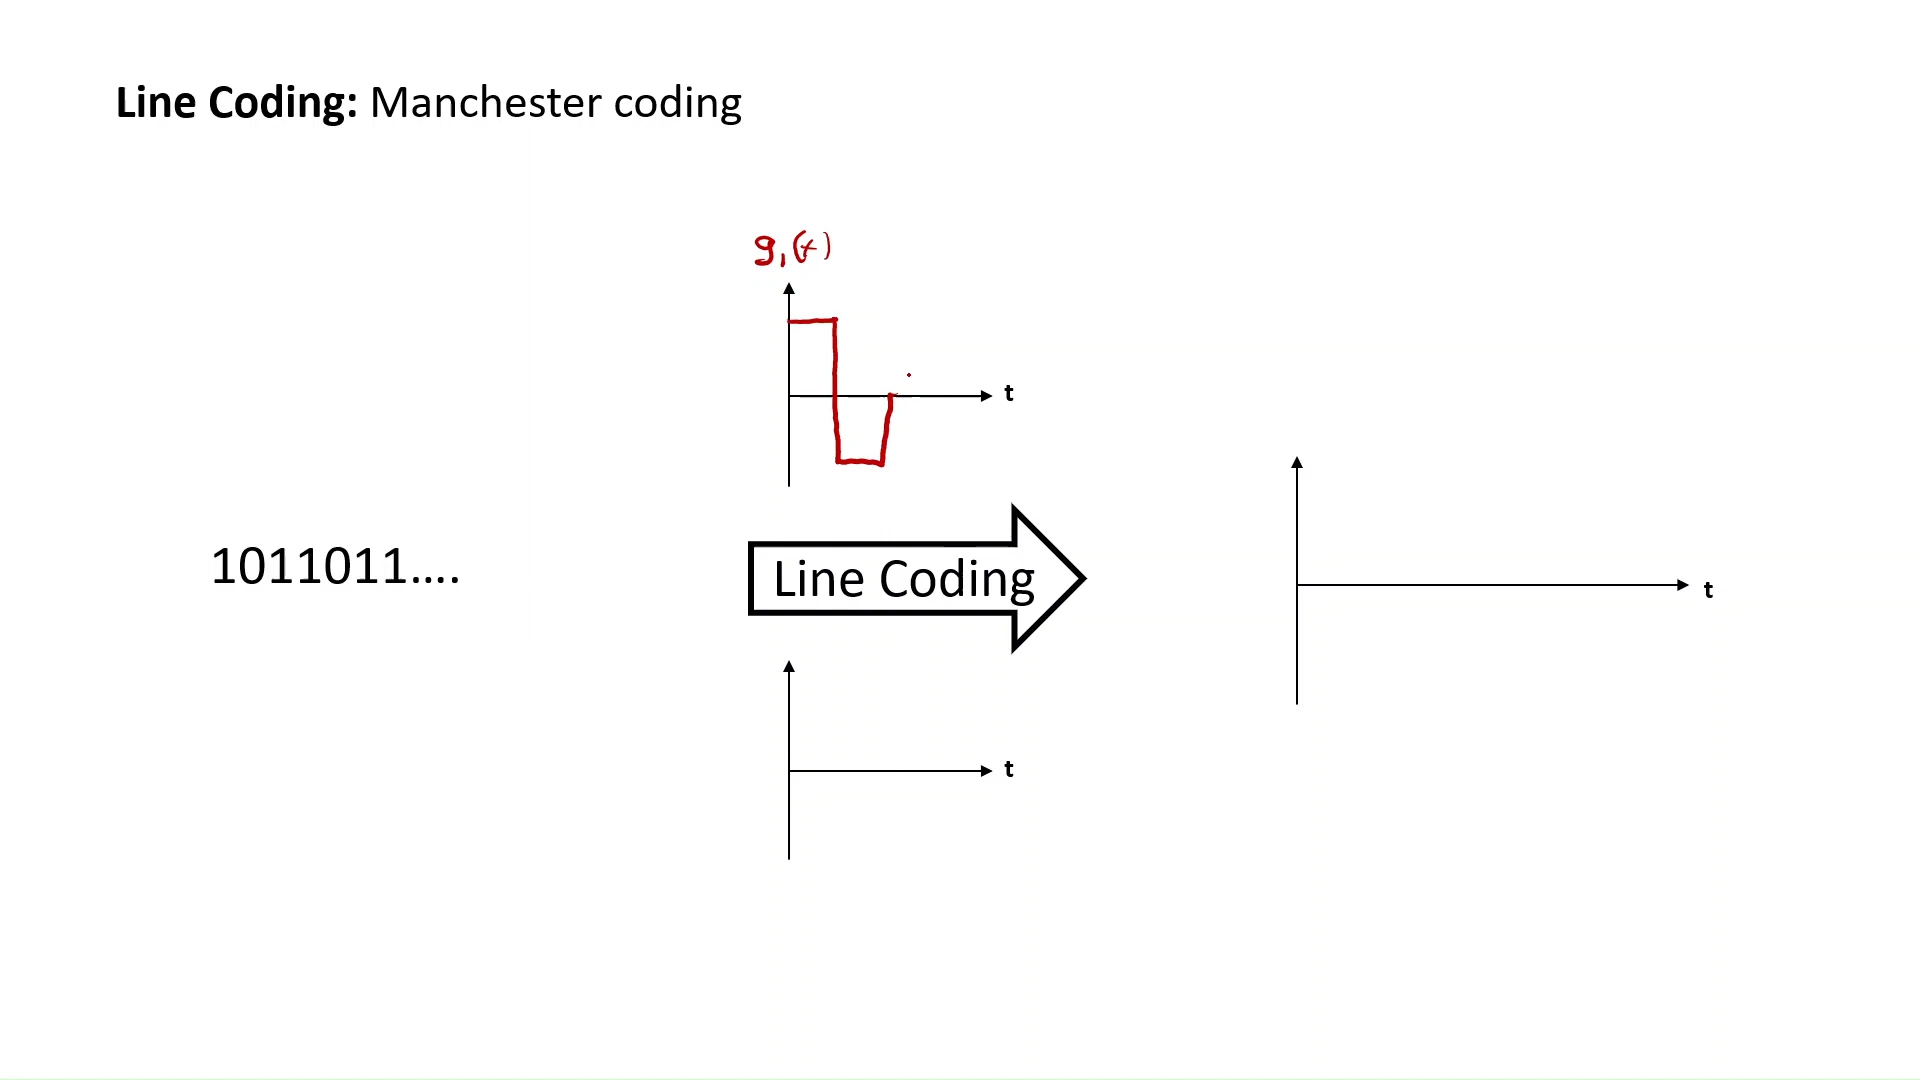 Line Coding: Manchester coding
g₁(t)
t
1011011....
Line Coding
t
t